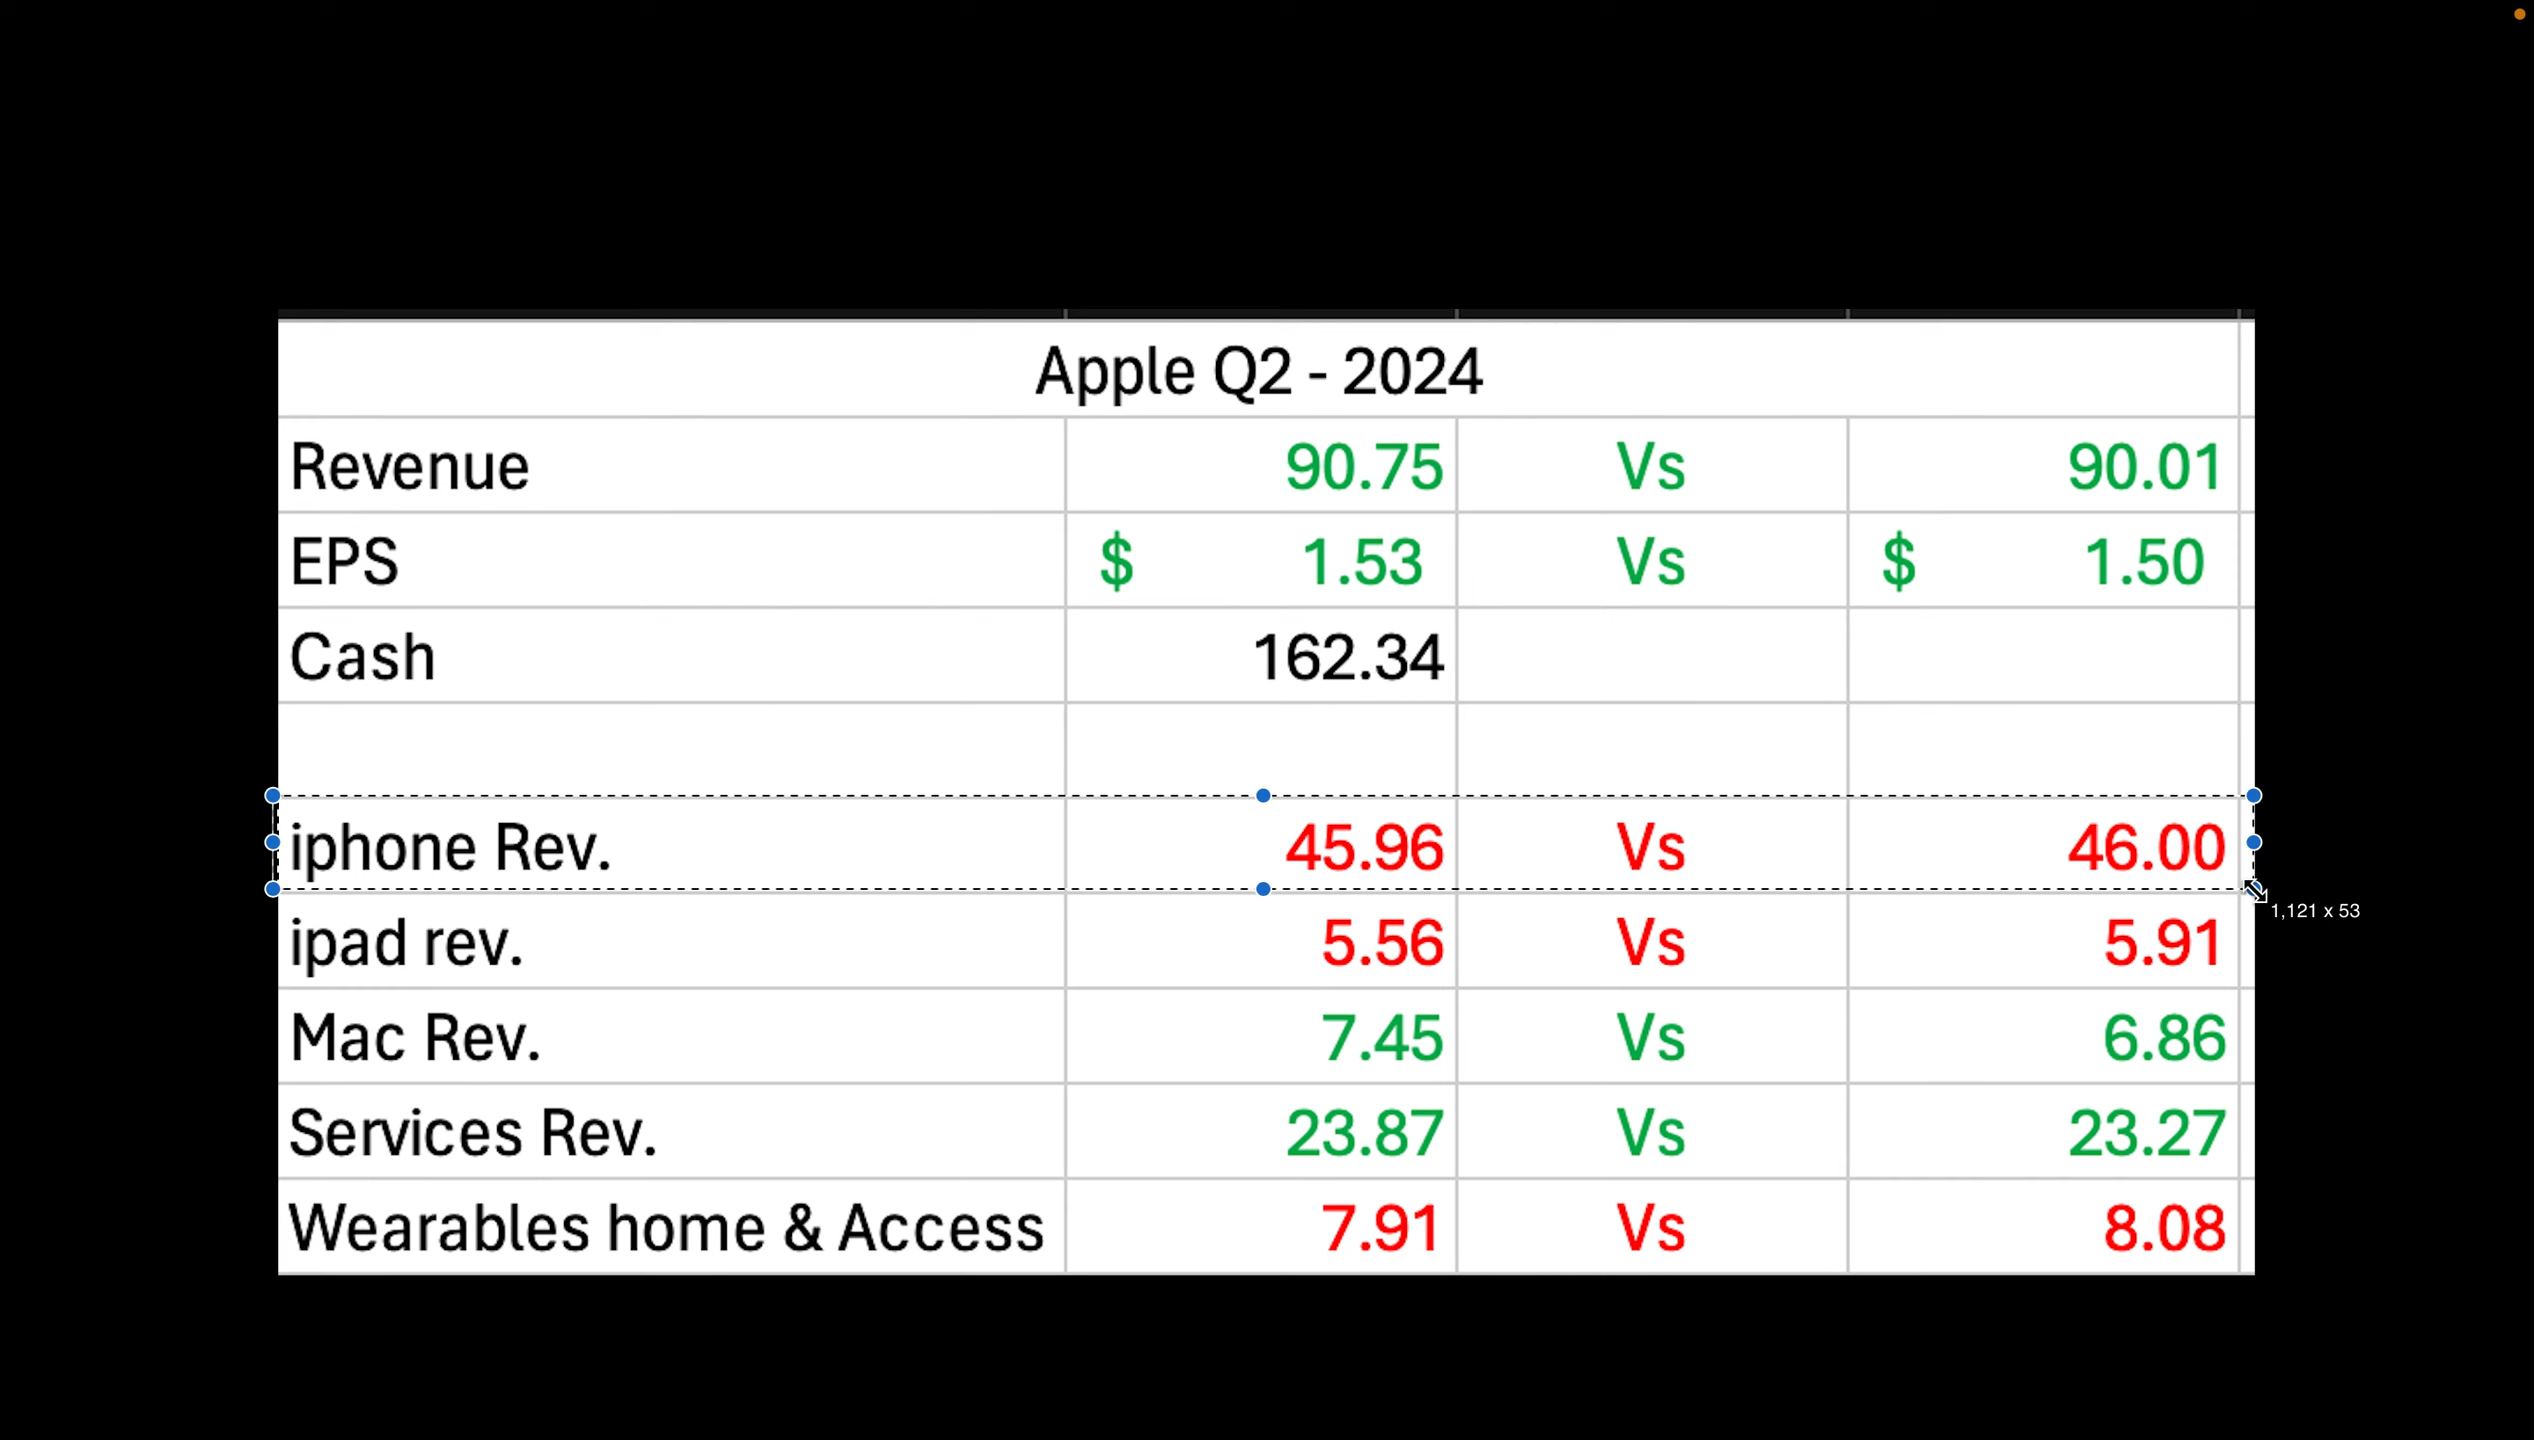 Apple Q2 - 2024
Revenue 90.75 Vs 90.01
EPS $ 1.53 Vs $ 1.50
Cash 162.34
iphone Rev. 45.96 Vs 46.00
ipad rev. 5.56 Vs 5.91
1,121 x 53
Mac Rev. 7.45 Vs 6.86
Services Rev. 23.87 Vs 23.27
Wearables home & Access 7.91 Vs 8.08